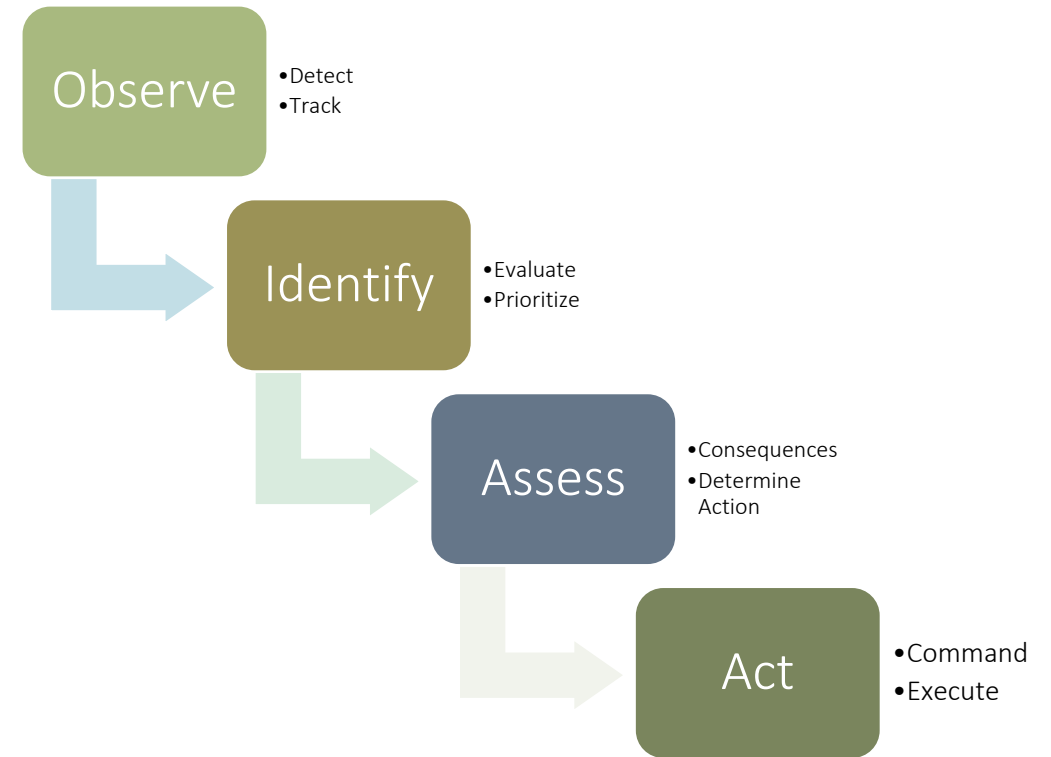 Observe
•Detect
•Track
Identify
•Evaluate
•Prioritize
Assess
•Consequences
•Determine
Action
Act
•Command
•Execute